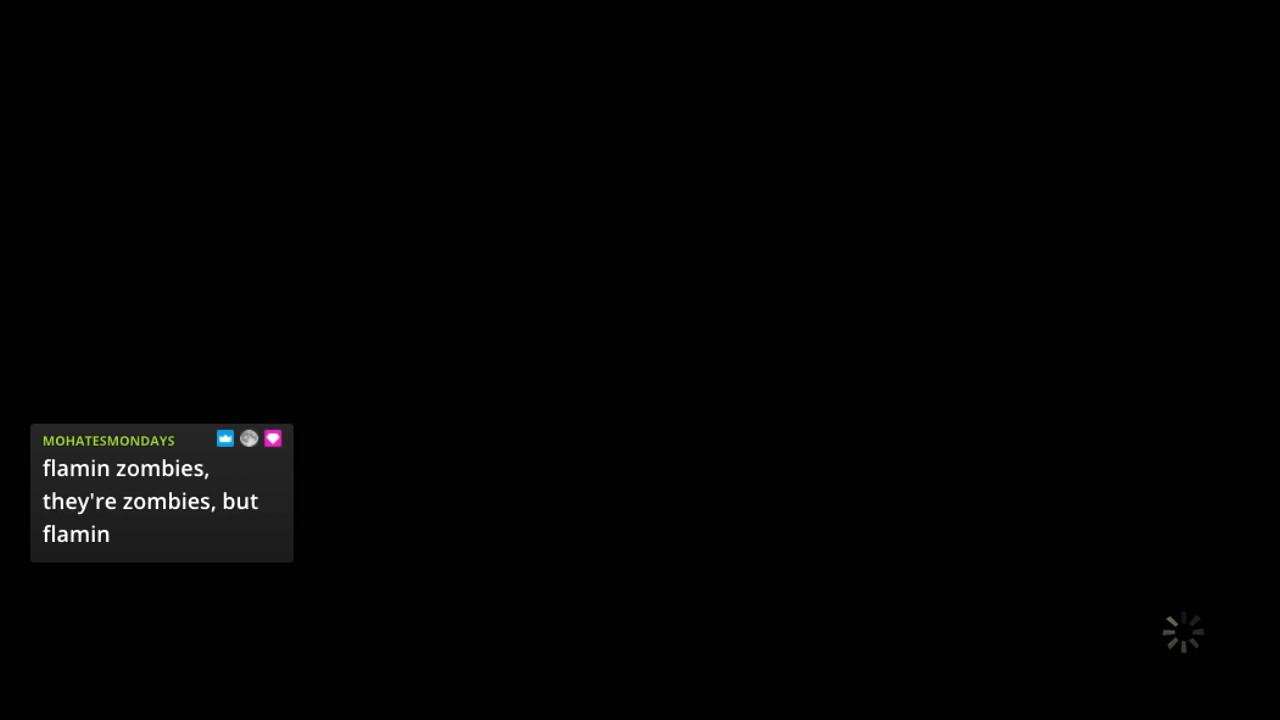 MOHATESMONDAYS
flamin zombies,
they're zombies, but
flamin